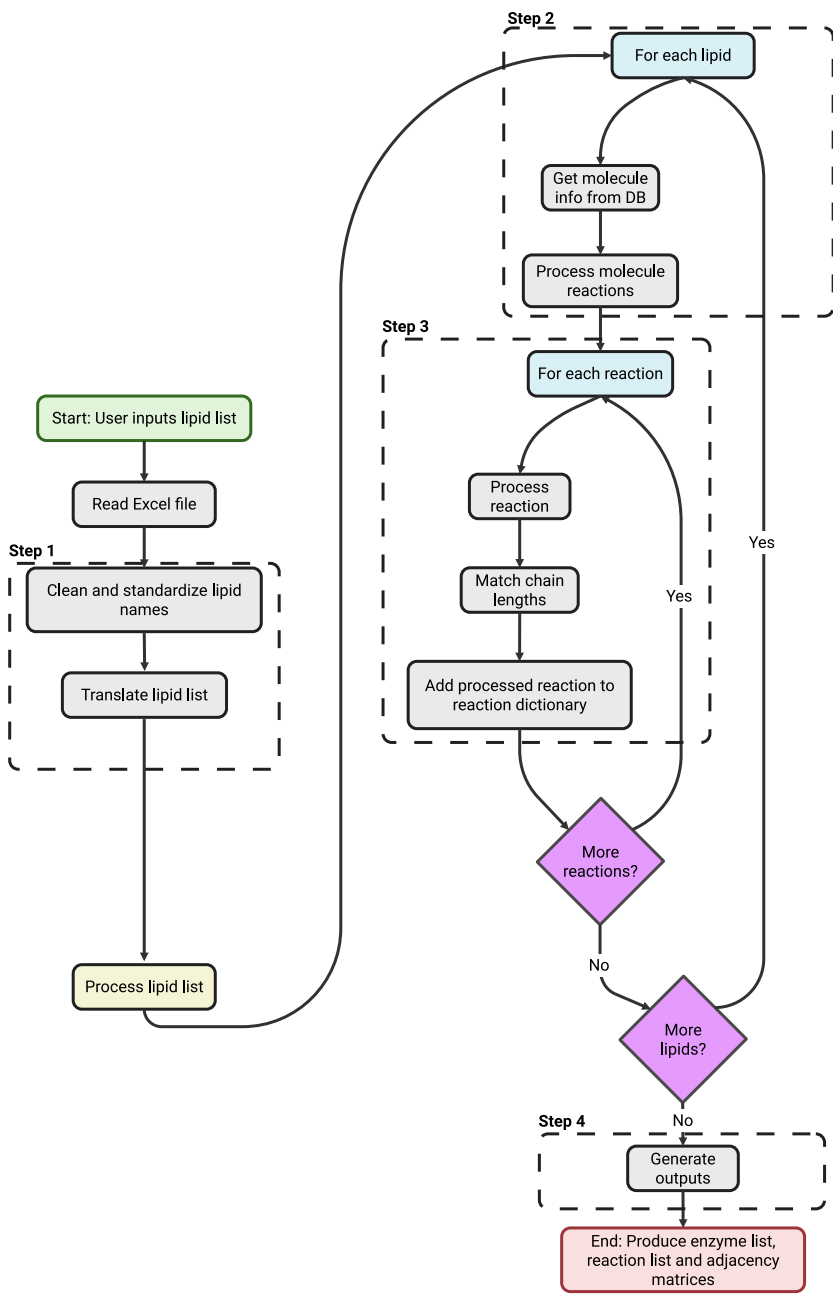 Start: User inputs lipid list
Read Excel file
Step 1
Clean and standardize lipid
names
Translate lipid list
Process lipid list
Step 2
For each lipid
Get molecule
info from DB
Process molecule
reactions
Step 3
For each reaction
Process
reaction
Match chain
lengths
Add processed reaction to
reaction dictionary
Yes
Yes
More
reactions?
No
More
lipids?
No
Step 4
Generate
outputs
End: Produce enzyme list,
reaction list and adjacency
matrices